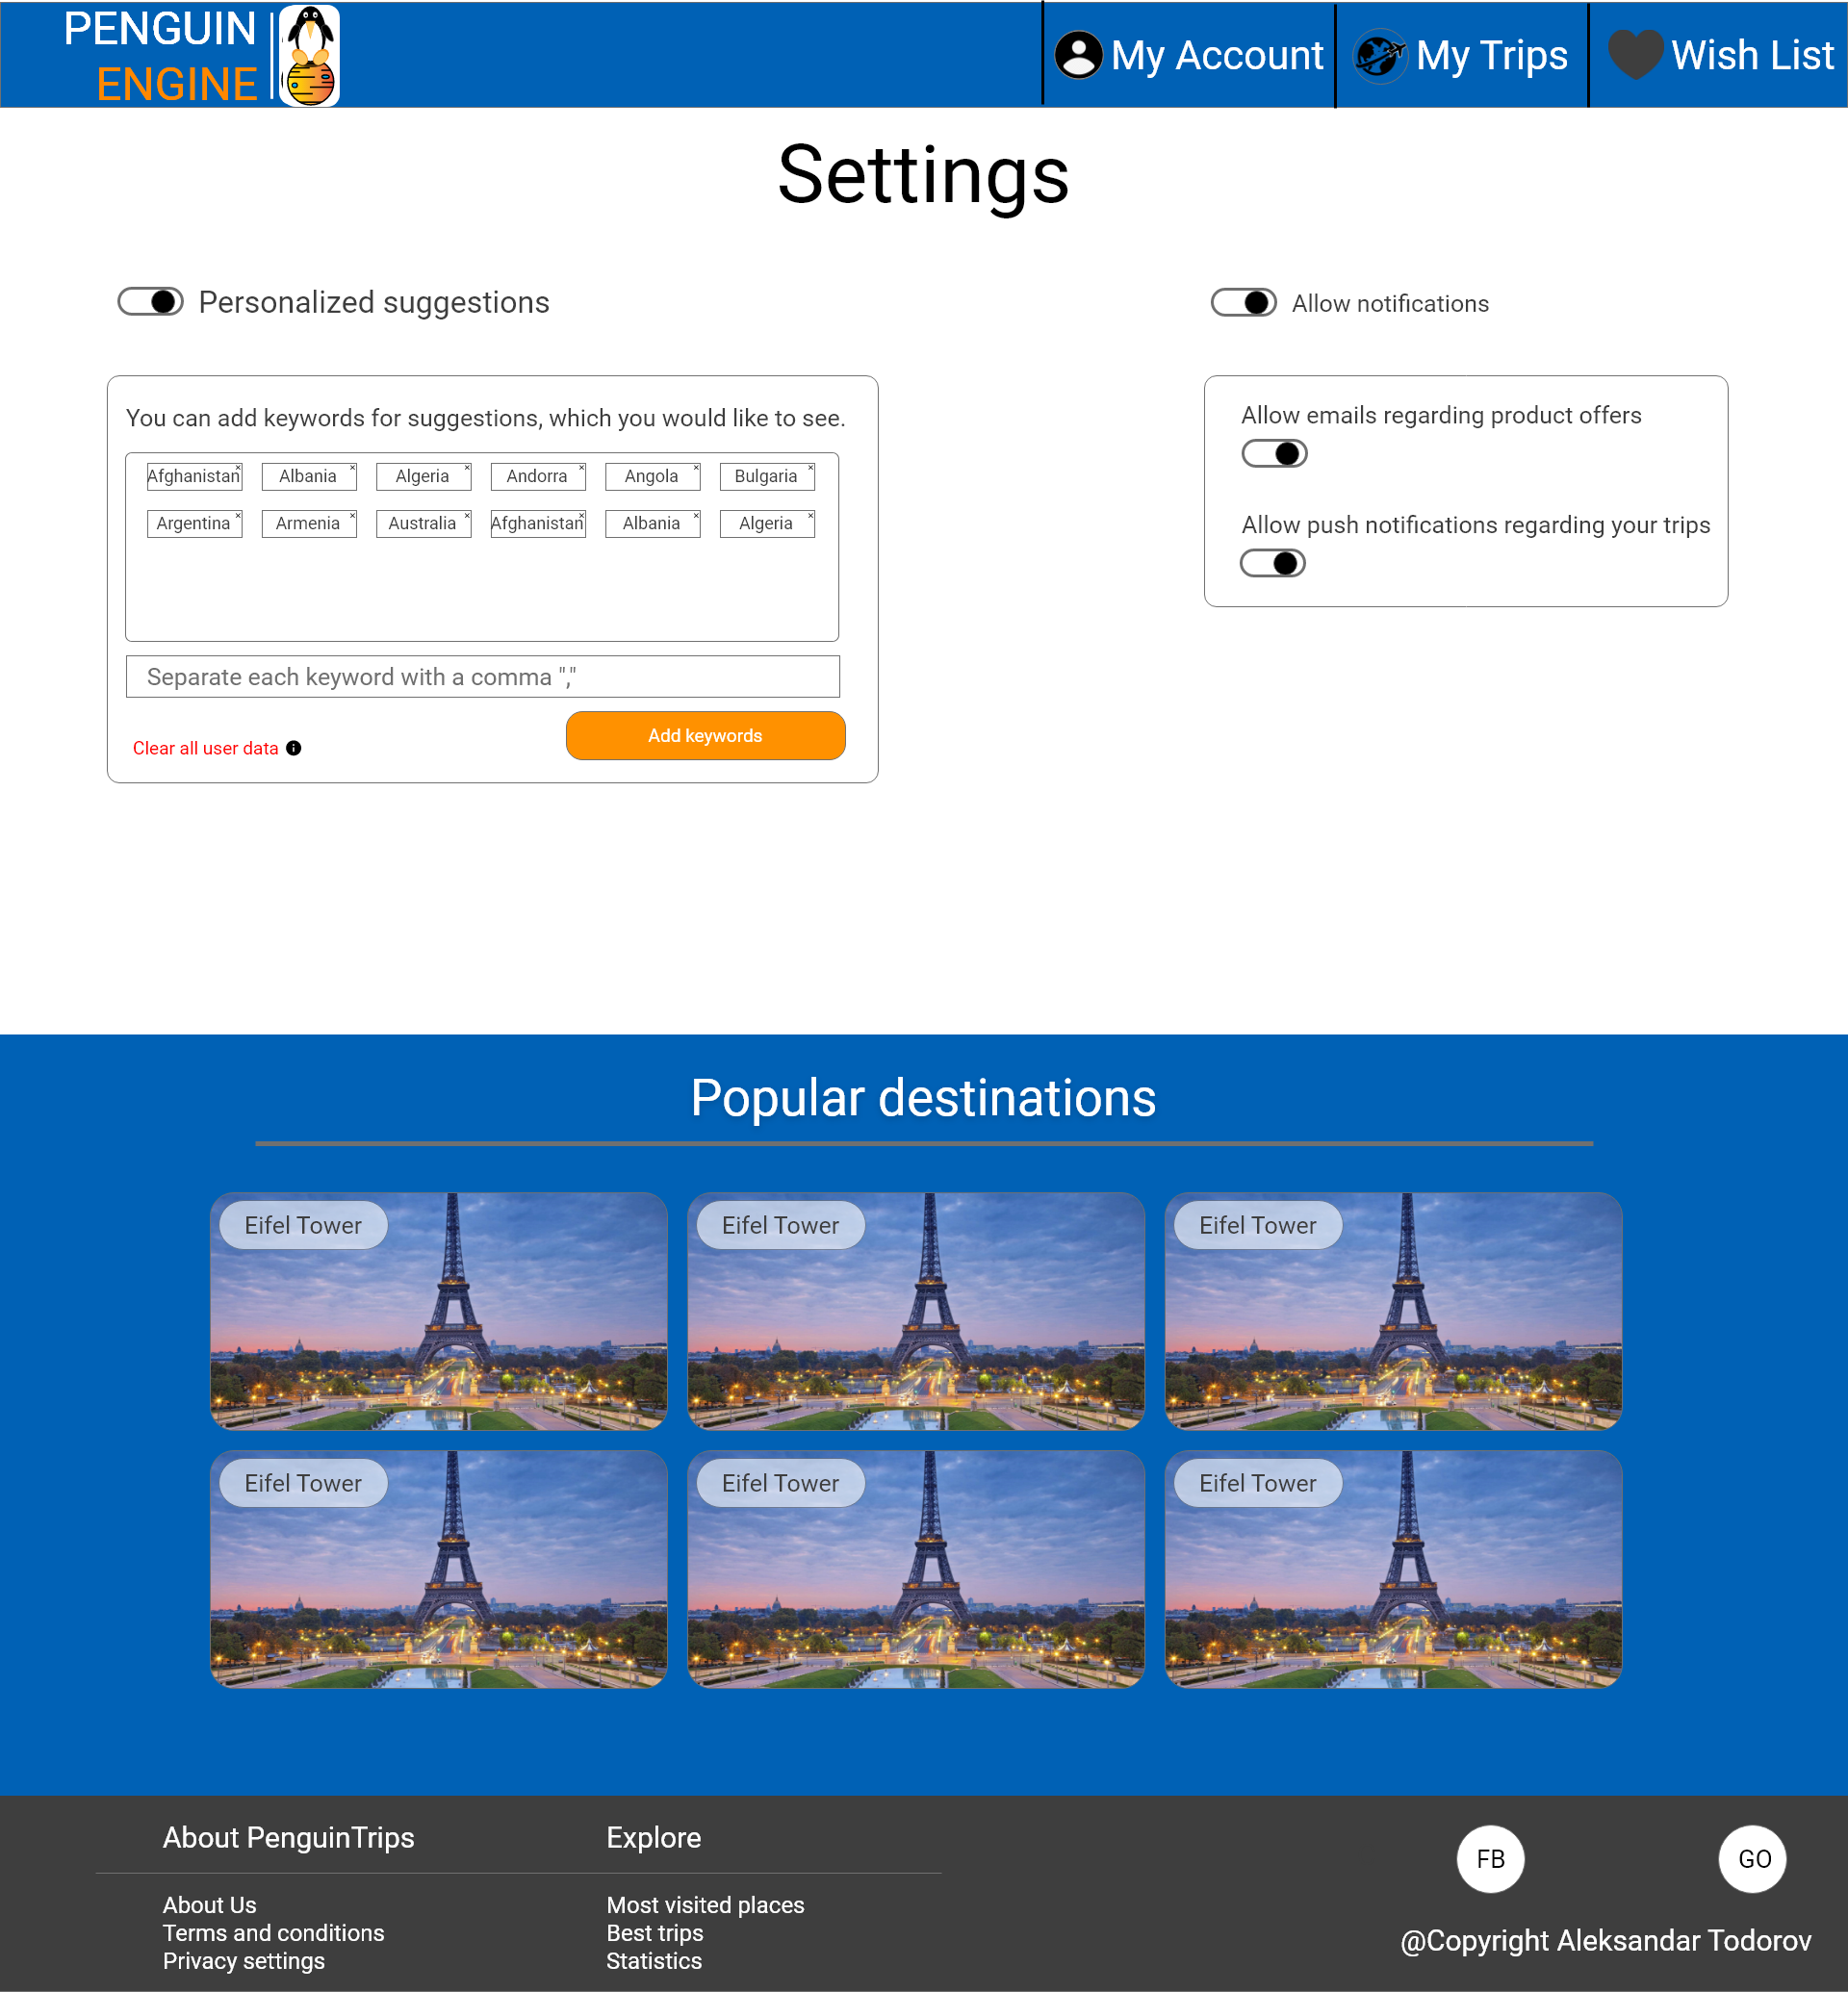 PENGUIN
ENGINE
My Account
My Trips
Wish List
Settings
Personalized suggestions
Allow notifications
You can add keywords for suggestions, which you would like to see.
Afghanistan × Albania × Algeria × Andorra × Angola × Bulgaria ×
Argentina × Armenia × Australia × Afghanistan × Albania × Algeria ×
Separate each keyword with a comma ","
Clear all user data
Add keywords
Allow emails regarding product offers
Allow push notifications regarding your trips
Popular destinations
Eifel Tower
Eifel Tower
Eifel Tower
Eifel Tower
Eifel Tower
Eifel Tower
About PenguinTrips
About Us
Terms and conditions
Privacy settings
Explore
Most visited places
Best trips
Statistics
FB
GO
@Copyright Aleksandar Todorov